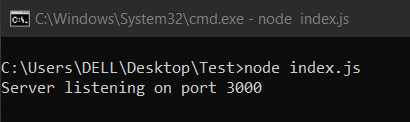 C:\Windows\System32\cmd.exe - node  index.js
C:\Users\DELL\Desktop\Test>node index.js
Server listening on port 3000